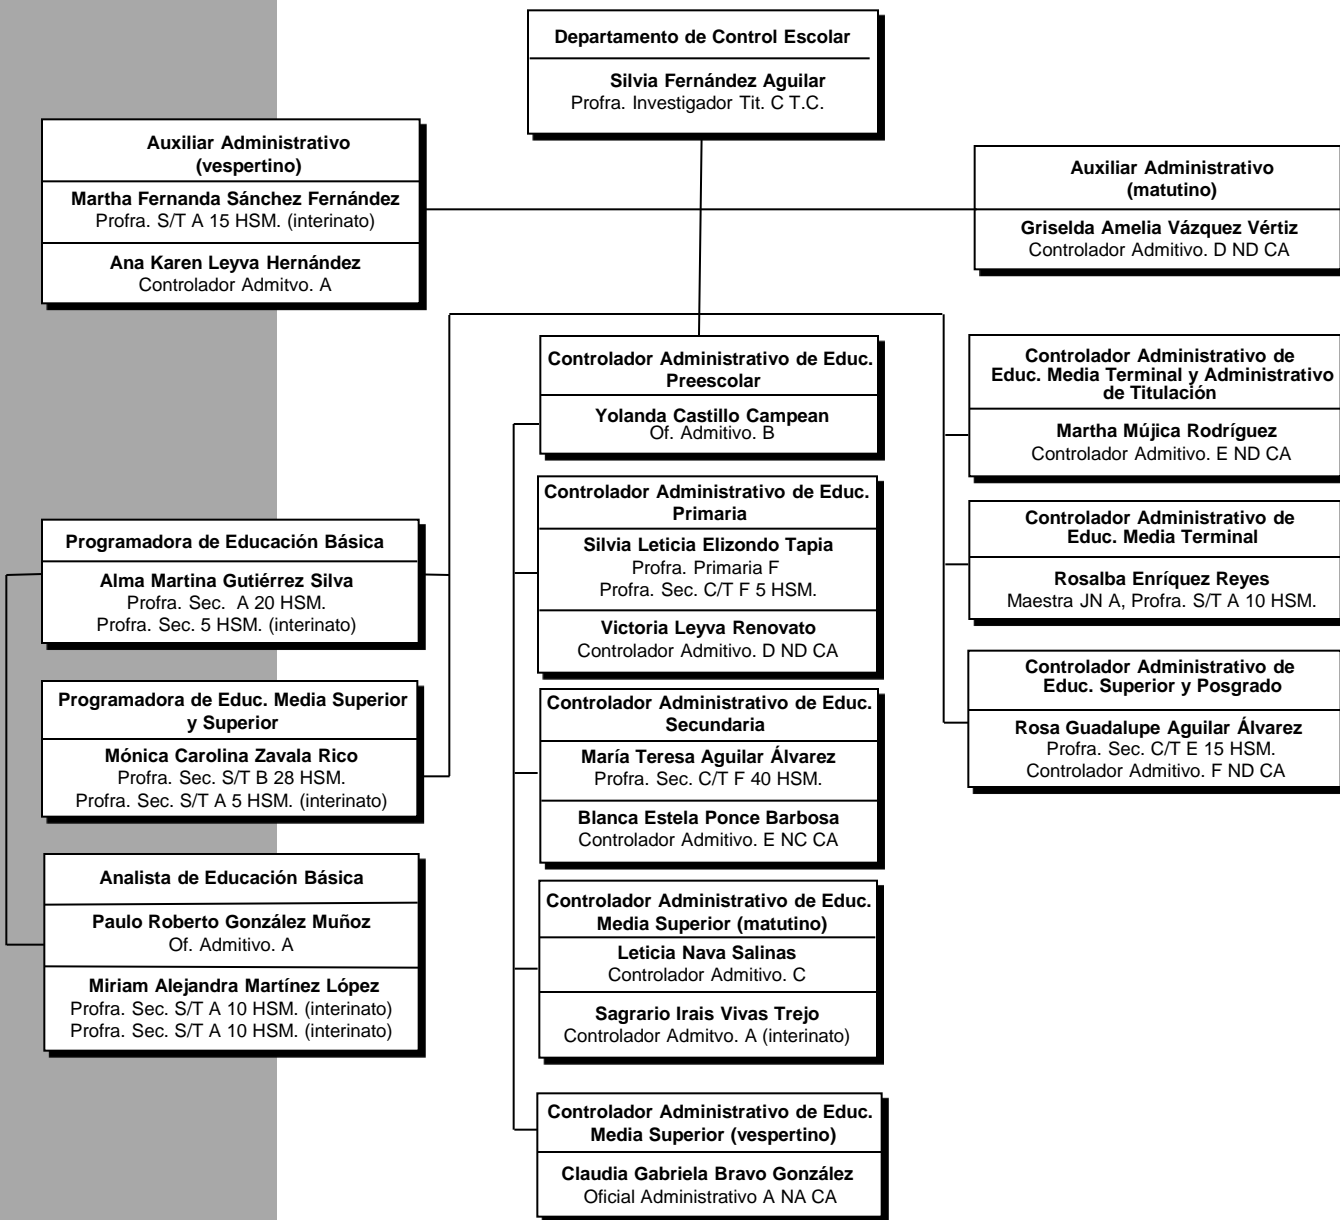 Departamento de Control Escolar
Silvia Fernández Aguilar
Profra. Investigador Tit. C T.C.
Auxiliar Administrativo
(vespertino)
Martha Fernanda Sánchez Fernández
Profra. S/T A 15 HSM. (interinato)
Ana Karen Leyva Hernández
Controlador Admitvo. A
Auxiliar Administrativo
(matutino)
Griselda Amelia Vázquez Vértiz
Controlador Admitivo. D ND CA
Programadora de Educación Básica
Alma Martina Gutiérrez Silva
Profra. Sec. A 20 HSM.
Profra. Sec. 5 HSM. (interinato)
Programadora de Educ. Media Superior
y Superior
Mónica Carolina Zavala Rico
Profra. Sec. S/T B 28 HSM.
Profra. Sec. S/T A 5 HSM. (interinato)
Analista de Educación Básica
Paulo Roberto González Muñoz
Of. Admitivo. A
Miriam Alejandra Martínez López
Profra. Sec. S/T A 10 HSM. (interinato)
Profra. Sec. S/T A 10 HSM. (interinato)
Controlador Administrativo de Educ.
Preescolar
Yolanda Castillo Campean
Of. Admitivo. B
Controlador Administrativo de Educ.
Primaria
Silvia Leticia Elizondo Tapia
Profra. Primaria F
Profra. Sec. C/T F 5 HSM.
Victoria Leyva Renovato
Controlador Admitivo. D ND CA
Controlador Administrativo de Educ.
Secundaria
María Teresa Aguilar Álvarez
Profra. Sec. C/T F 40 HSM.
Blanca Estela Ponce Barbosa
Controlador Admitivo. E NC CA
Controlador Administrativo de Educ.
Media Superior (matutino)
Leticia Nava Salinas
Controlador Admitivo. C
Sagrario Irais Vivas Trejo
Controlador Admitvo. A (interinato)
Controlador Administrativo de Educ.
Media Superior (vespertino)
Claudia Gabriela Bravo González
Oficial Administrativo A NA CA
Controlador Administrativo de
Educ. Media Terminal y Administrativo
de Titulación
Martha Mújica Rodríguez
Controlador Admitivo. E ND CA
Controlador Administrativo de
Educ. Media Terminal
Rosalba Enríquez Reyes
Maestra JN A, Profra. S/T A 10 HSM.
Controlador Administrativo de
Educ. Superior y Posgrado
Rosa Guadalupe Aguilar Álvarez
Profra. Sec. C/T E 15 HSM.
Controlador Admitivo. F ND CA